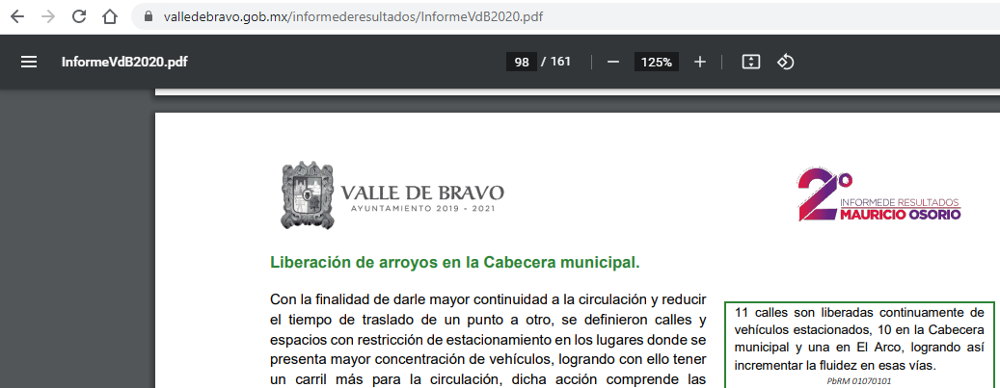 valledebravo.gob.mx/informederesultados/InformeVdB2020.pdf
InformeVdB2020.pdf
98 / 161
125%
VALLE DE BRAVO
AYUNTAMIENTO 2019 - 2021
2º
INFORMEDE RESULTADOS
MAURICIO OSORIO
Liberación de arroyos en la Cabecera municipal.
Con la finalidad de darle mayor continuidad a la circulación y reducir
el tiempo de traslado de un punto a otro, se definieron calles y
espacios con restricción de estacionamiento en los lugares donde se
presenta mayor concentración de vehículos, logrando con ello tener
un carril más para la circulación, dicha acción comprende las
11 calles son liberadas continuamente de
vehículos estacionados, 10 en la Cabecera
municipal y una en El Arco, logrando así
incrementar la fluidez en esas vías.
PbRM 01070101